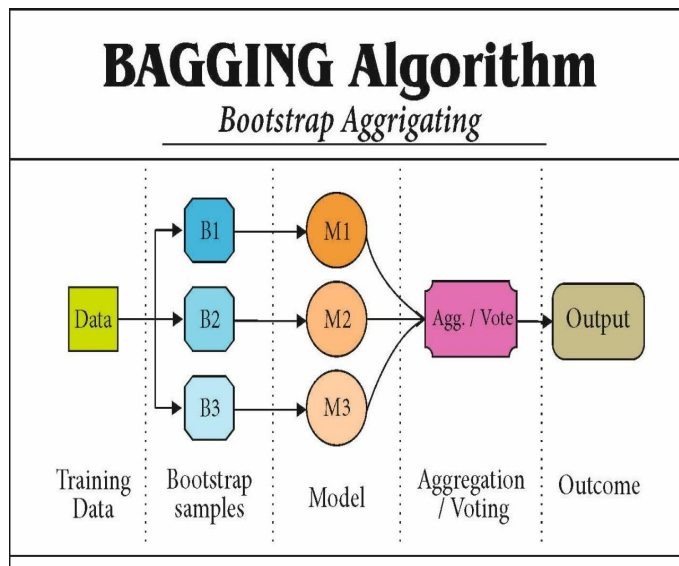 BAGGING Algorithm
Bootstrap Aggrigating
B1
M1
Data
B2
M2
Agg. / Vote
Output
B3
M3
Training
Data
Bootstrap
samples
Model
Aggregation
/ Voting
Outcome